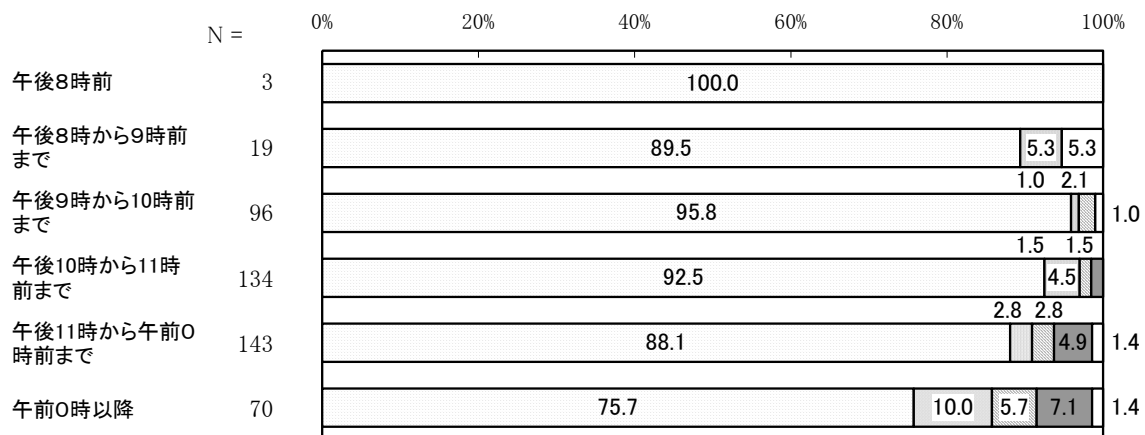 0% 20% 40% 60% 80% 100%
N =
午後8時前 3 100.0
午後8時から9時前
まで
19 89.5 5.3 5.3
1.0 2.1
午後9時から10時前
まで
96 95.8 1.0
1.5 1.5
午後10時から11時
前まで
134 92.5 4.5
2.8 2.8
午後11時から午前0
時前まで
143 88.1 4.9 1.4
午前0時以降 70 75.7 10.0 5.7 7.1 1.4